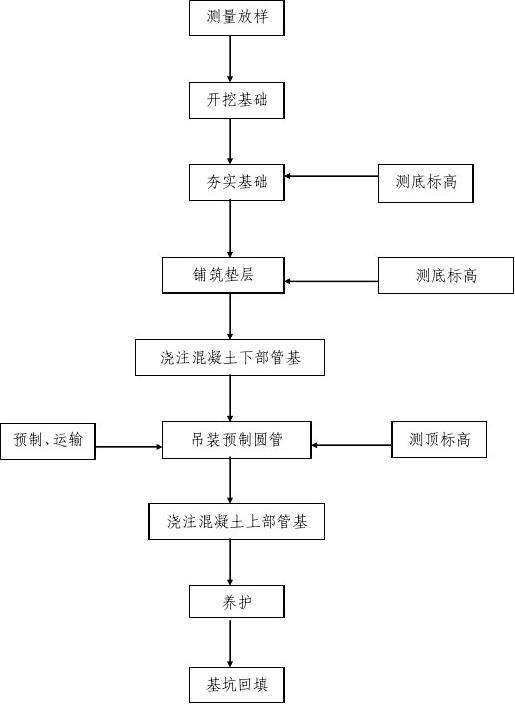 测量放样
开挖基础
夯实基础
测底标高
铺筑垫层
测底标高
浇注混凝土下部管基
预制、运输
吊装预制圆管
测顶标高
浇注混凝土上部管基
养护
基坑回填